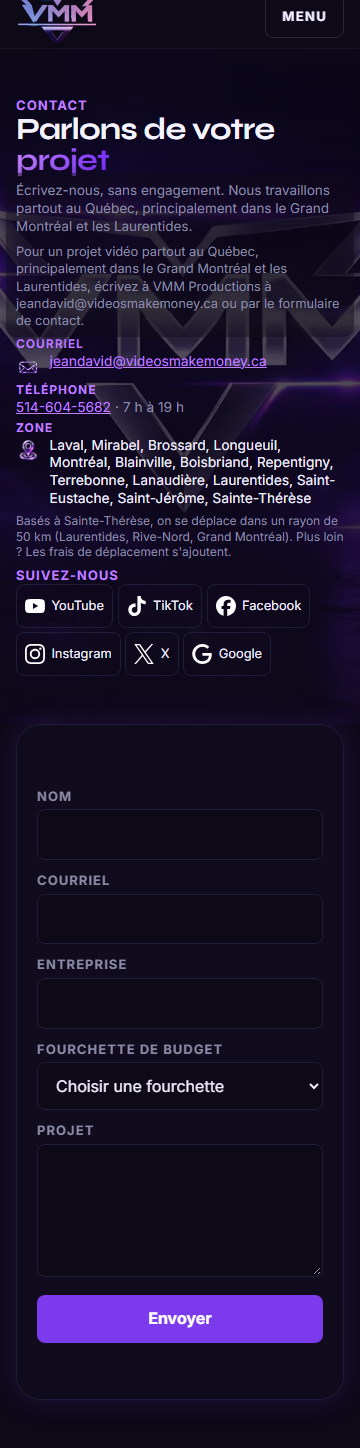 VMM
MENU
CONTACT
Parlons de votre
projet
Écrivez-nous, sans engagement. Nous travaillons
partout au Québec, principalement dans le Grand
Montréal et les Laurentides.
Pour un projet vidéo partout au Québec,
principalement dans le Grand Montréal et les
Laurentides, écrivez à VMM Productions à
jeandavid@videosmakemoney.ca ou par le formulaire
de contact.
COURRIEL
jeandavid@videosmakemoney.ca
TÉLÉPHONE
514-604-5682 · 7 h à 19 h
ZONE
Laval, Mirabel, Brossard, Longueuil,
Montréal, Blainville, Boisbriand, Repentigny,
Terrebonne, Lanaudière, Laurentides, Saint-
Eustache, Saint-Jérôme, Sainte-Thérèse
Basés à Sainte-Thérèse, on se déplace dans un rayon de
50 km (Laurentides, Rive-Nord, Grand Montréal). Plus loin
? Les frais de déplacement s'ajoutent.
SUIVEZ-NOUS
YouTube TikTok Facebook
Instagram X Google
NOM
COURRIEL
ENTREPRISE
FOURCHETTE DE BUDGET
Choisir une fourchette
PROJET
Envoyer